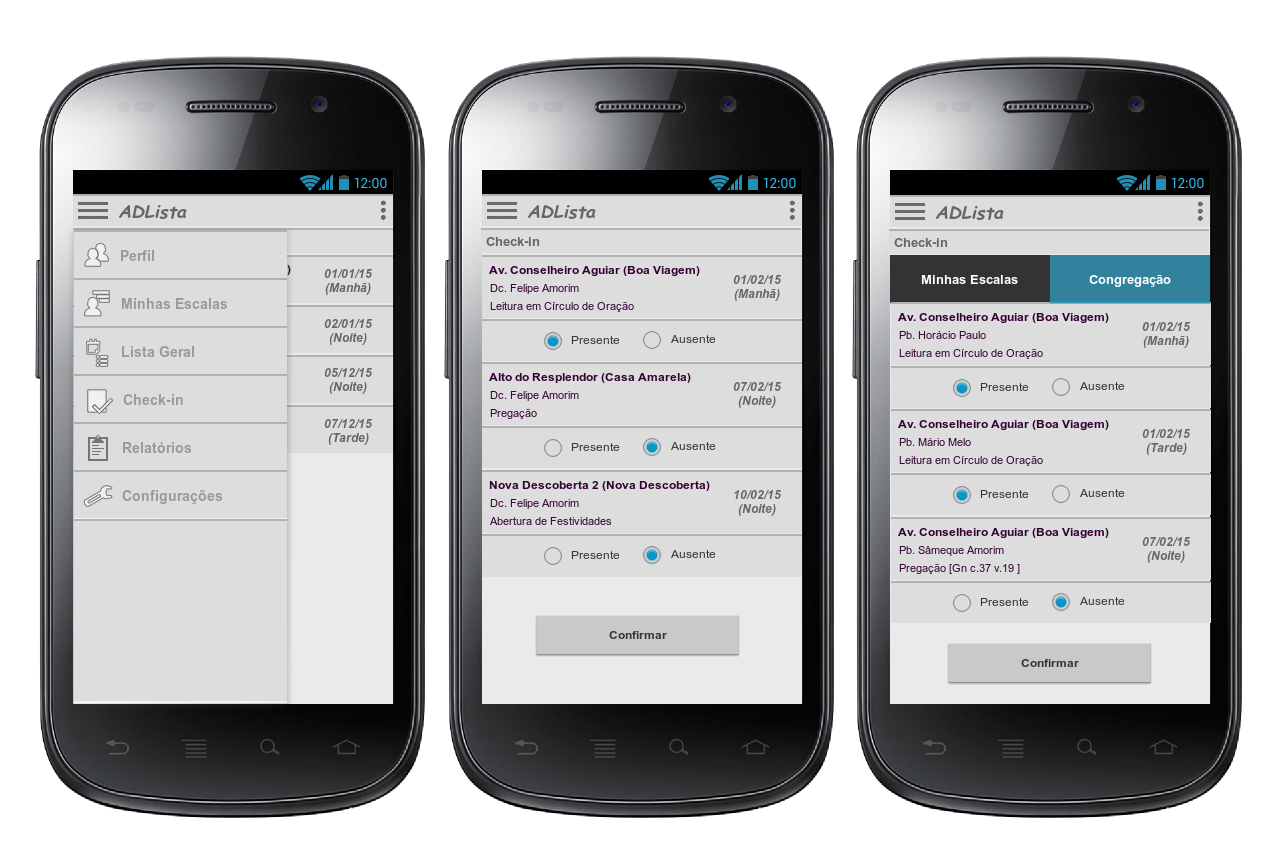 12:00
ADLista
Perfil
Minhas Escalas
Lista Geral
Check-in
Relatórios
Configurações
)
01/01/15
(Manhã)
02/01/15
(Noite)
05/12/15
(Noite)
07/12/15
(Tarde)
12:00
ADLista
Check-in
Av. Conselheiro Aguiar (Boa Viagem)
Dc. Felipe Amorim
Leitura em Círculo de Oração
01/02/15
(Manhã)
Presente Ausente
Alto do Resplendor (Casa Amarela)
Dc. Felipe Amorim
Pregação
07/02/15
(Noite)
Presente Ausente
Nova Descoberta 2 (Nova Descoberta)
Dc. Felipe Amorim
Abertura de Festividades
10/02/15
(Noite)
Presente Ausente
Confirmar
12:00
ADLista
Check-in
Minhas Escalas Congregação
Av. Conselheiro Aguiar (Boa Viagem)
Pb. Horácio Paulo
Leitura em Círculo de Oração
01/02/15
(Manhã)
Presente Ausente
Av. Conselheiro Aguiar (Boa Viagem)
Pb. Mário Melo
Leitura em Círculo de Oração
01/02/15
(Tarde)
Presente Ausente
Av. Conselheiro Aguiar (Boa Viagem)
Pb. Sâmeque Amorim
Pregação [Gn c.37 v.19 ]
07/02/15
(Noite)
Presente Ausente
Confirmar